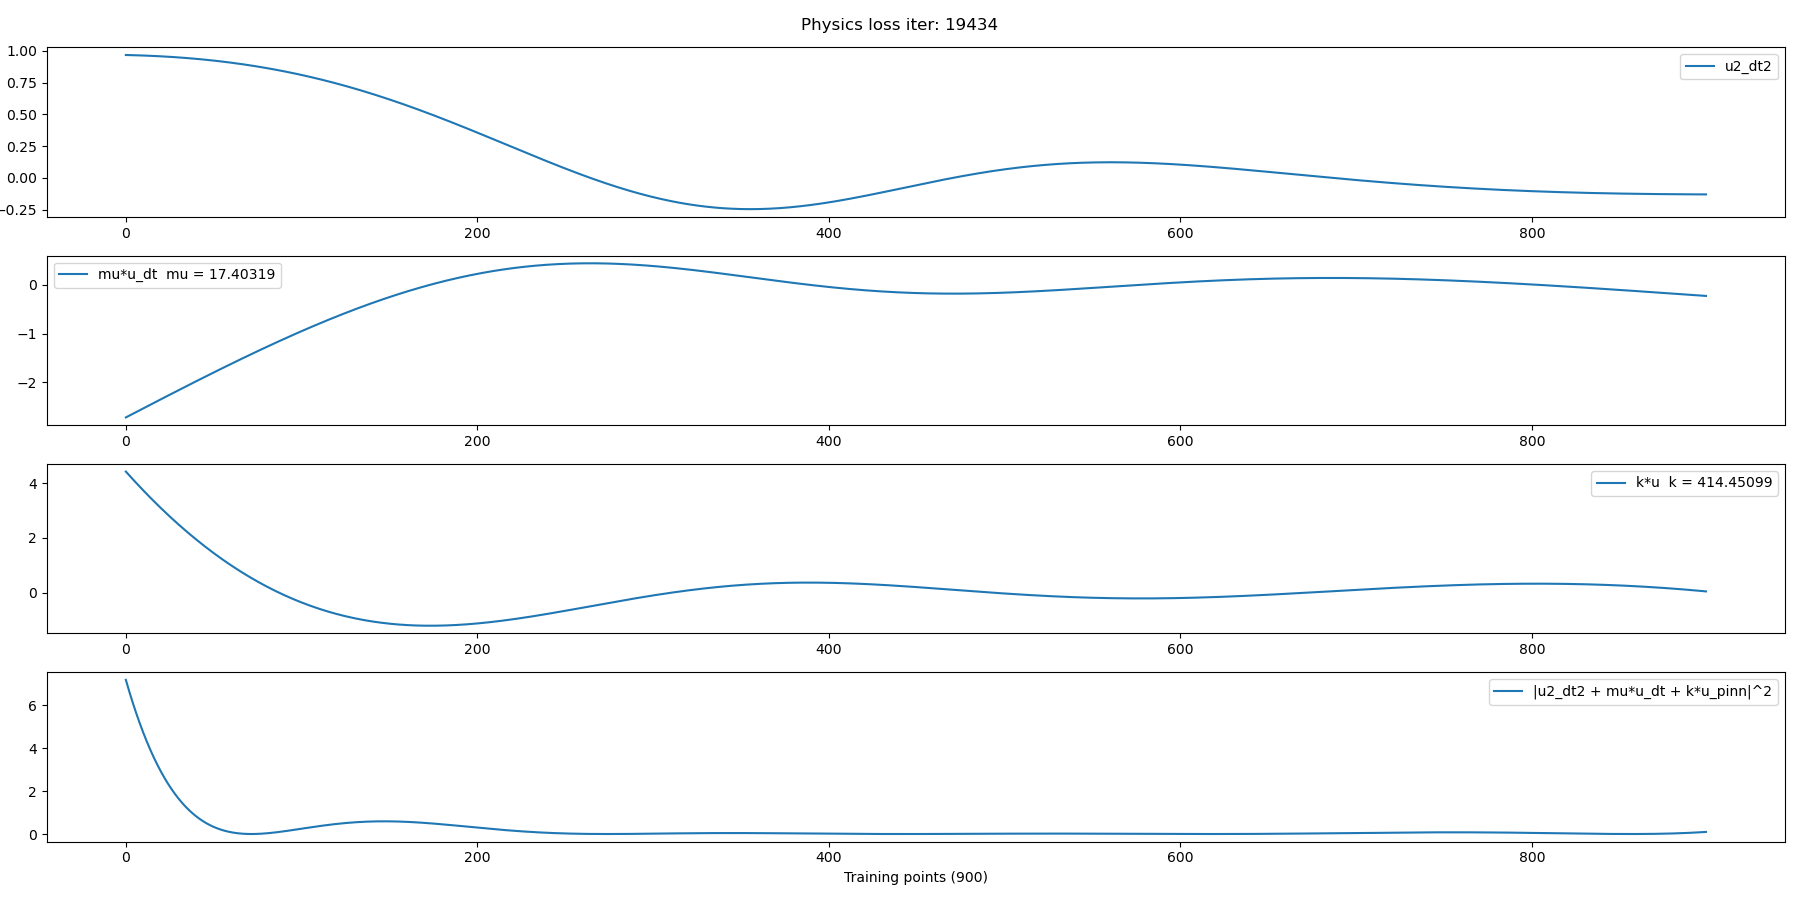 Physics loss iter: 19434
1.00
0.75
0.50
0.25
0.00
−0.25
u2_dt2
0 200 400 600 800
0
−1
−2
mu*u_dt  mu = 17.40319
0 200 400 600 800
4
2
0
k*u  k = 414.45099
0 200 400 600 800
6
4
2
0
|u2_dt2 + mu*u_dt + k*u_pinn|^2
0 200 400 600 800
Training points (900)